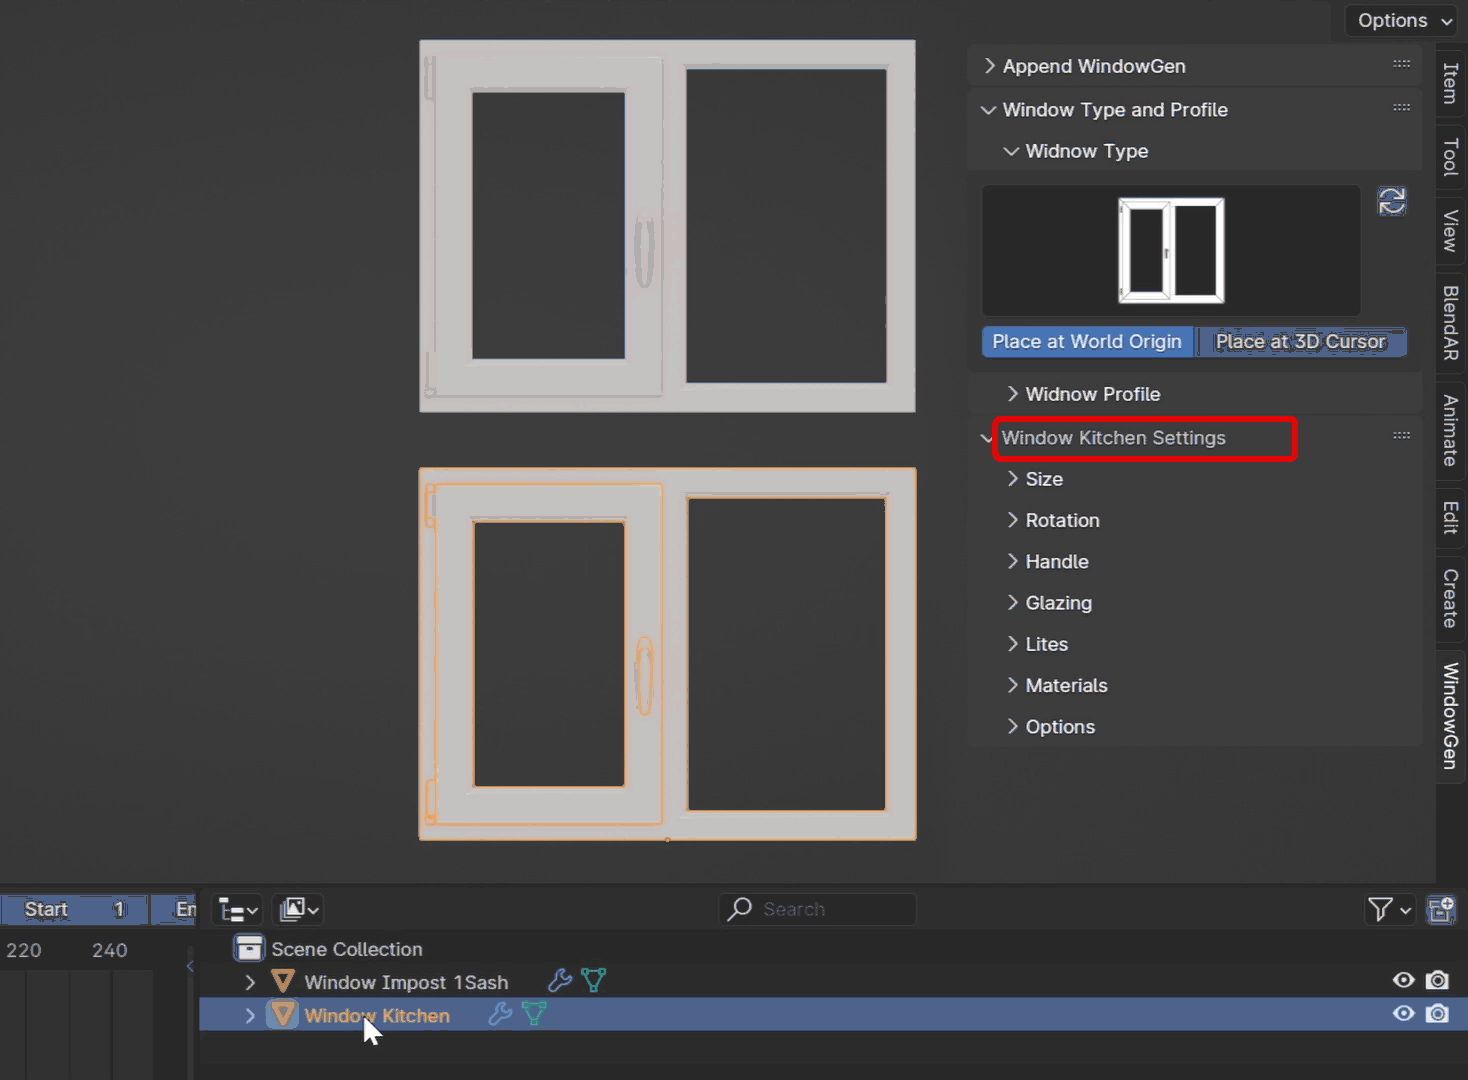 Options
Append WindowGen
Window Type and Profile
Widnow Type
Place at World Origin
Place at 3D Cursor
Widnow Profile
Window Kitchen Settings
Size
Rotation
Handle
Glazing
Lites
Materials
Options
Item
Tool
View
BlendAR
Animate
Edit
Create
WindowGen
Start 1
En
220 240
Search
Scene Collection
Window Impost 1Sash
Window Kitchen